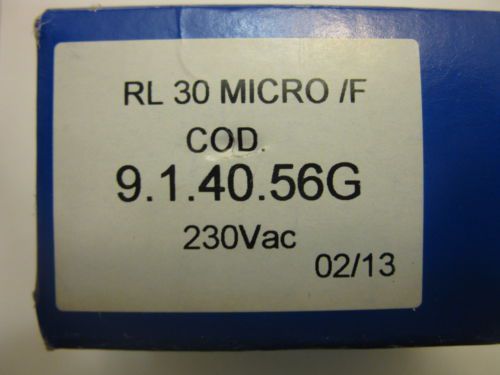 RL 30 MICRO /F
COD.
9.1.40.56G
230Vac
02/13